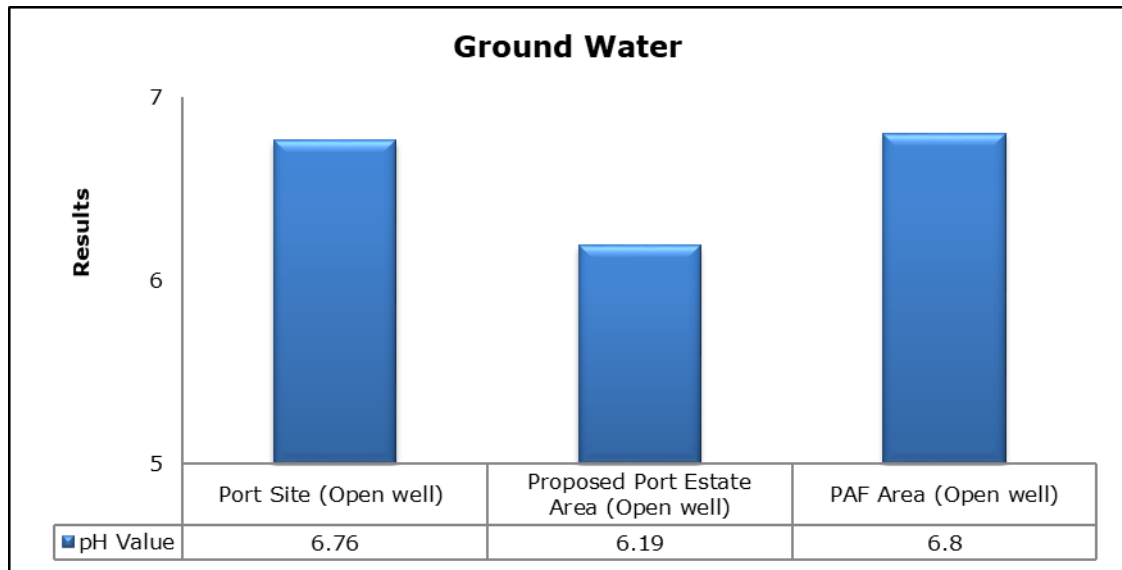 Ground Water
7
6
5
Results
Port Site (Open well)
Proposed Port Estate
Area (Open well)
PAF Area (Open well)
pH Value 6.76 6.19 6.8